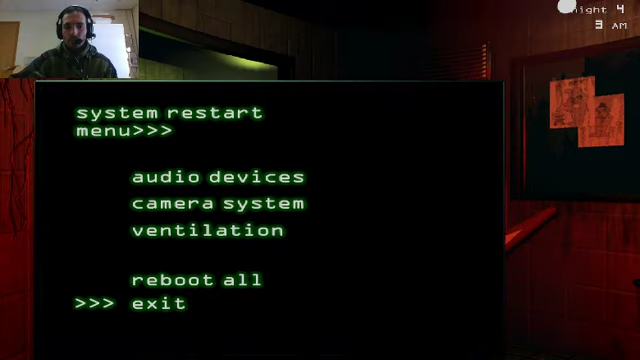 night 4
3 AM
system restart
menu>>>
audio devices
camera system
ventilation
reboot all
>>> exit